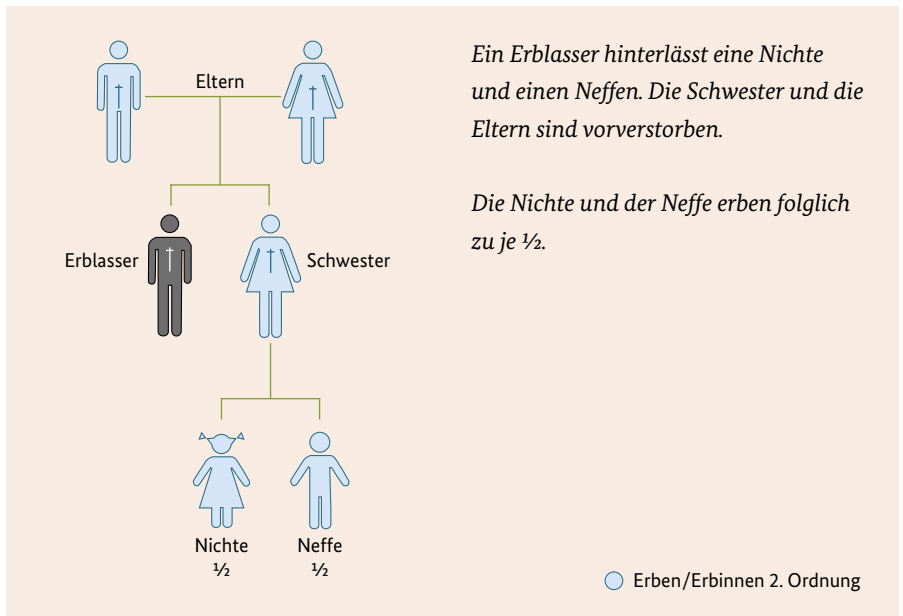 Eltern
Erblasser
Schwester
Nichte
½
Neffe
½
Ein Erblasser hinterlässt eine Nichte
und einen Neffen. Die Schwester und die
Eltern sind vorverstorben.
Die Nichte und der Neffe erben folglich
zu je ½.
Erben/Erbinnen 2. Ordnung